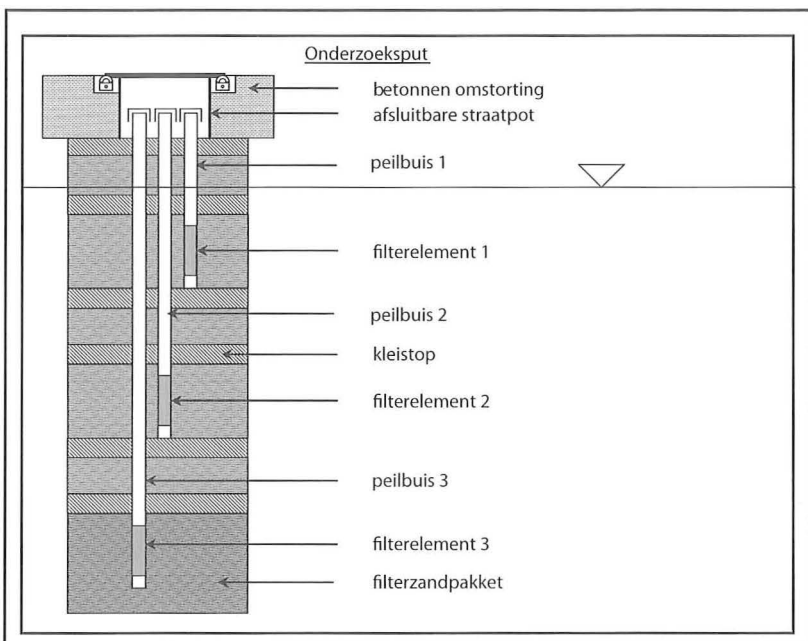 Onderzoeksput
betonnen omstorting
afsluitbare straatpot
peilbuis 1
filterelement 1
peilbuis 2
kleistop
filterelement 2
peilbuis 3
filterelement 3
filterzandpakket